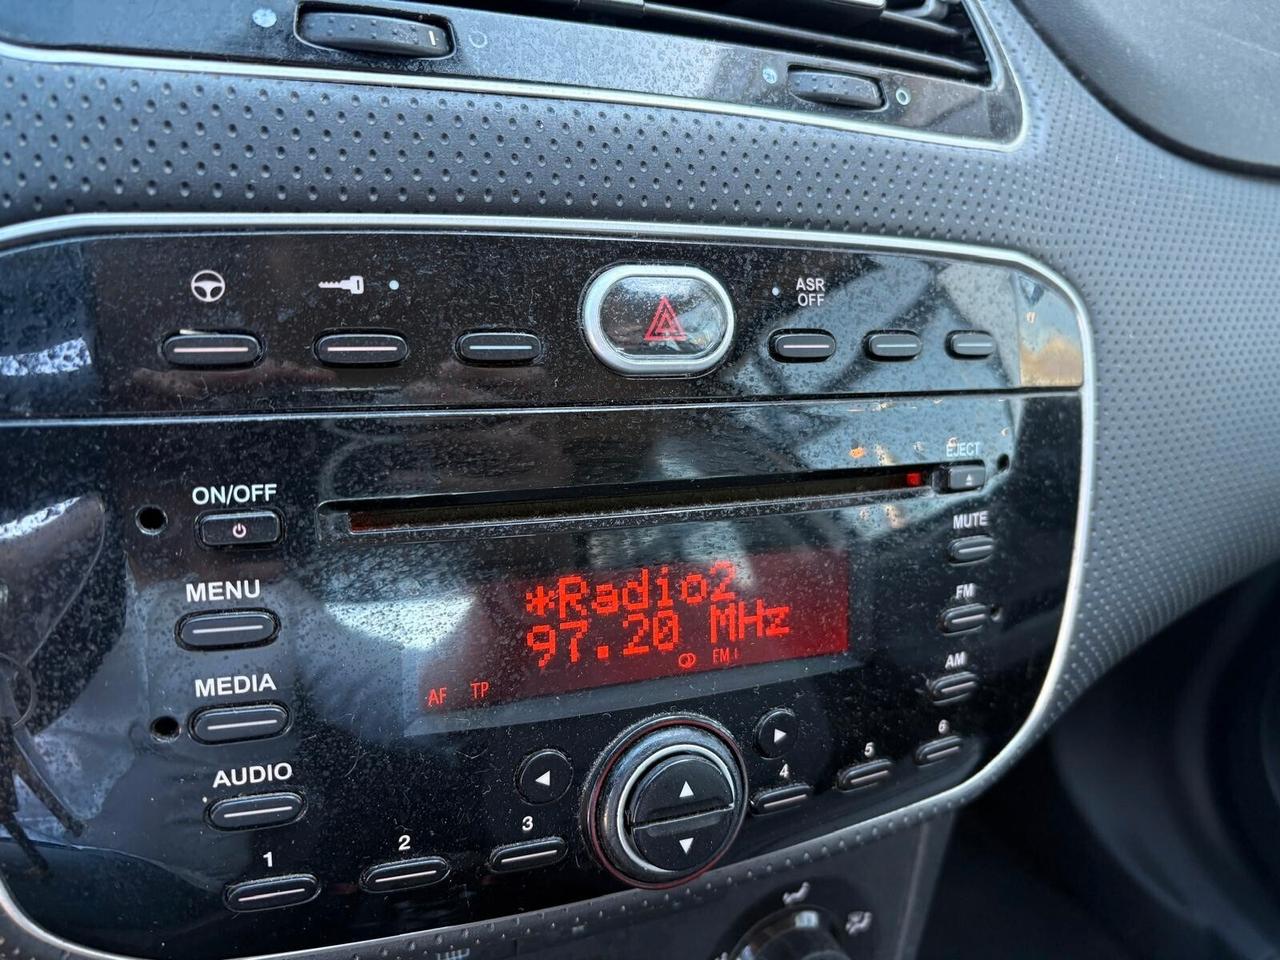 ASR
OFF
EJECT
ON/OFF
MUTE
MENU
FM
*Radio2
97.20 MHz
AF TP
MEDIA
AM
AUDIO
1
2
3
4
5
6